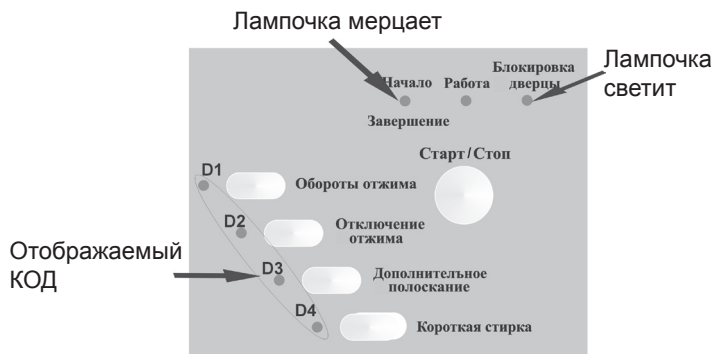 Лампочка мерцает
Лампочка
светит
Начало
Работа
Блокировка
дверцы
Завершение
Старт/Стоп
D1
Обороты отжима
D2
Отключение
отжима
Отображаемый
КОД
D3
Дополнительное
полоскание
D4
Короткая стирка